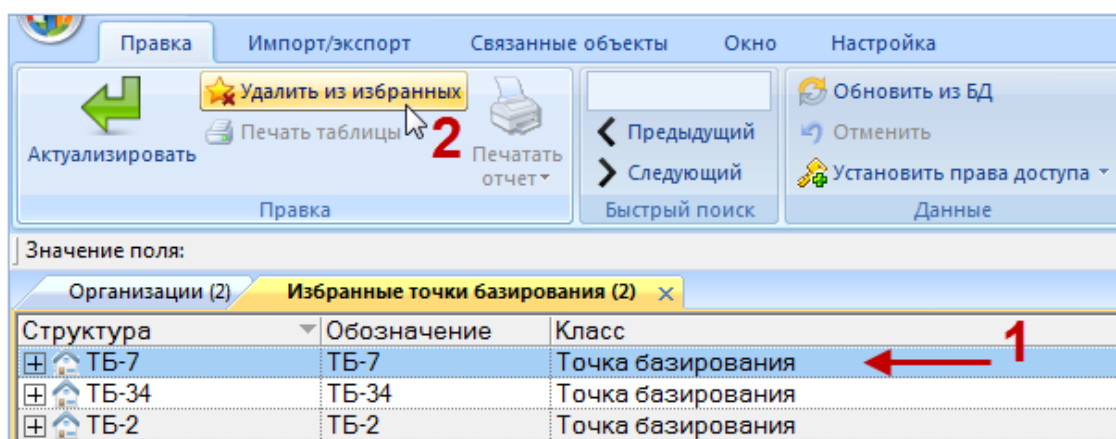 Правка Импорт/экспорт Связанные объекты Окно Настройка
Удалить из избранных
Обновить из БД
Печать таблицы
2
Предыдущий
Отменить
Актуализировать
Печатать отчет
Следующий
Установить права доступа
Правка Быстрый поиск Данные
Значение поля:
Организации (2) Избранные точки базирования (2)
Структура Обозначение Класс
1
ТБ-7 ТБ-7 Точка базирования
ТБ-34 ТБ-34 Точка базирования
ТБ-2 ТБ-2 Точка базирования